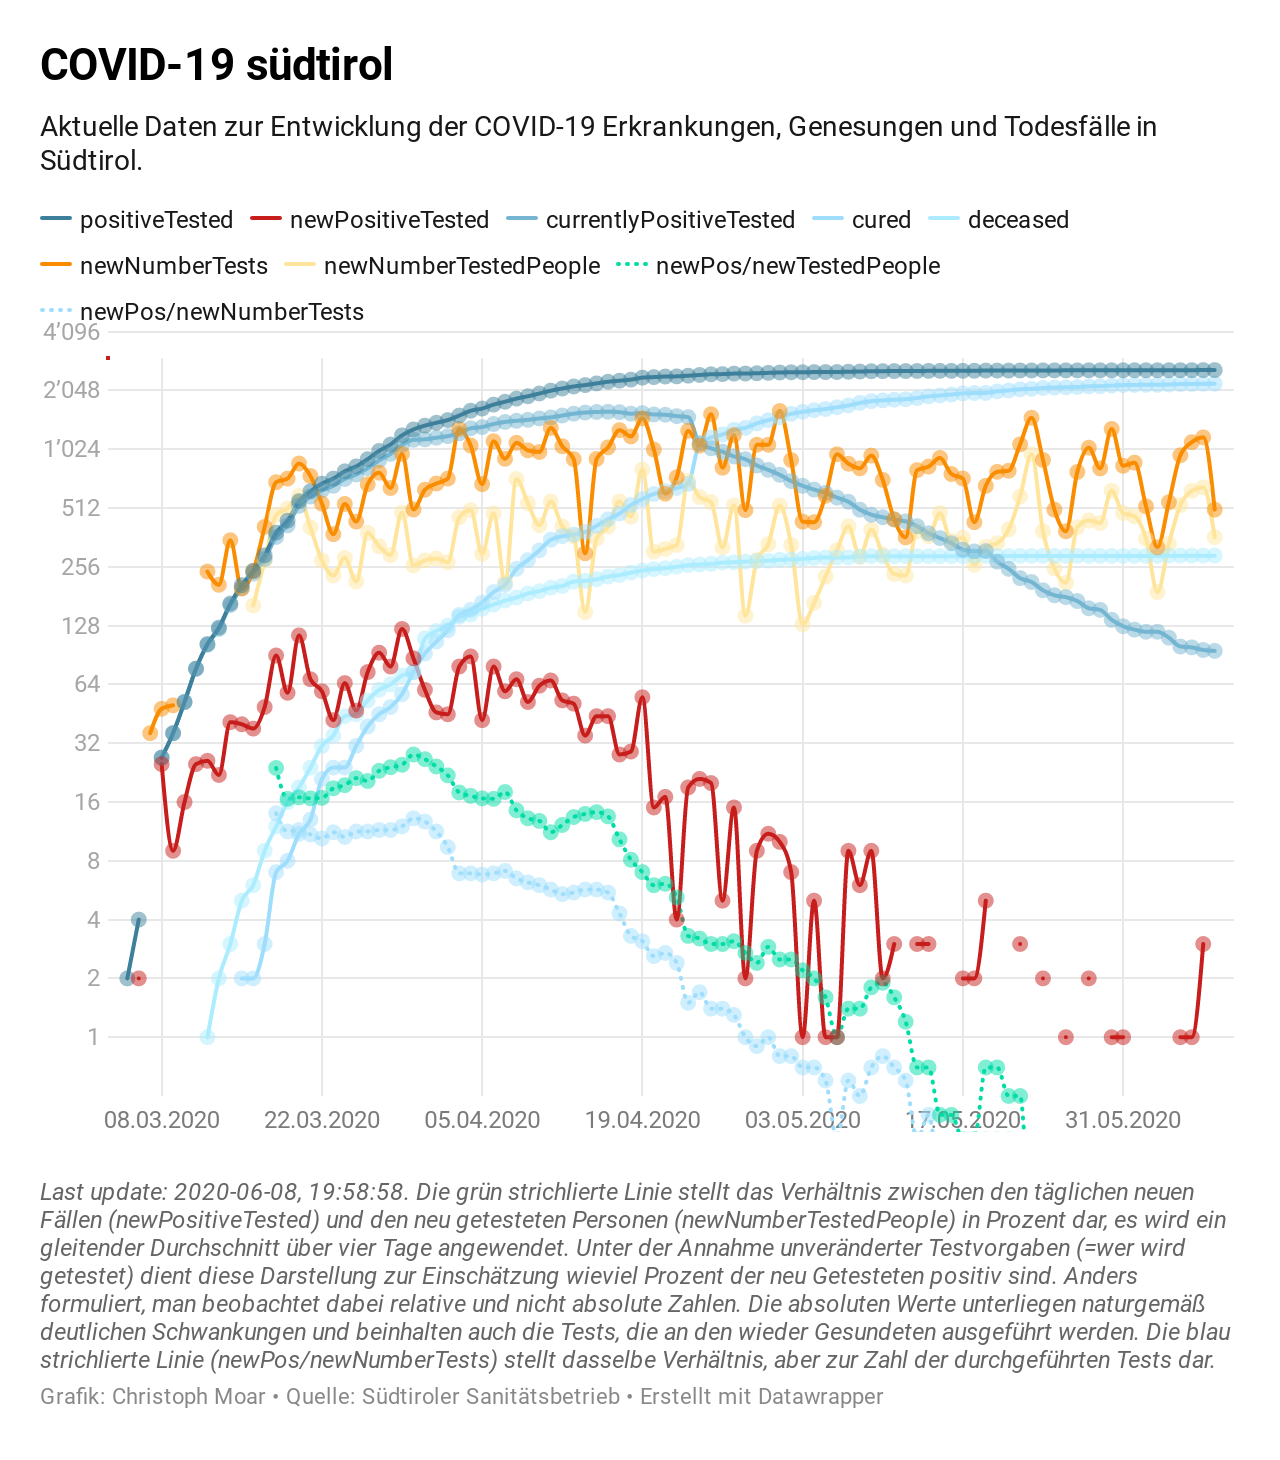 COVID-19 südtirol
Aktuelle Daten zur Entwicklung der COVID-19 Erkrankungen, Genesungen und Todesfälle in
Südtirol.
positiveTested newPositiveTested currentlyPositiveTested cured deceased
newNumberTests newNumberTestedPeople newPos/newTestedPeople
newPos/newNumberTests
4’096
2’048
1’024
512
256
128
64
32
16
8
4
2
1
08.03.2020 22.03.2020 05.04.2020 19.04.2020 03.05.2020 17.05.2020 31.05.2020
Last update: 2020-06-08, 19:58:58. Die grün strichlierte Linie stellt das Verhältnis zwischen den täglichen neuen
Fällen (newPositiveTested) und den neu getesteten Personen (newNumberTestedPeople) in Prozent dar, es wird ein
gleitender Durchschnitt über vier Tage angewendet. Unter der Annahme unveränderter Testvorgaben (=wer wird
getestet) dient diese Darstellung zur Einschätzung wieviel Prozent der neu Getesteten positiv sind. Anders
formuliert, man beobachtet dabei relative und nicht absolute Zahlen. Die absoluten Werte unterliegen naturgemäß
deutlichen Schwankungen und beinhalten auch die Tests, die an den wieder Gesundeten ausgeführt werden. Die blau
strichlierte Linie (newPos/newNumberTests) stellt dasselbe Verhältnis, aber zur Zahl der durchgeführten Tests dar.
Grafik: Christoph Moar • Quelle: Südtiroler Sanitätsbetrieb • Erstellt mit Datawrapper